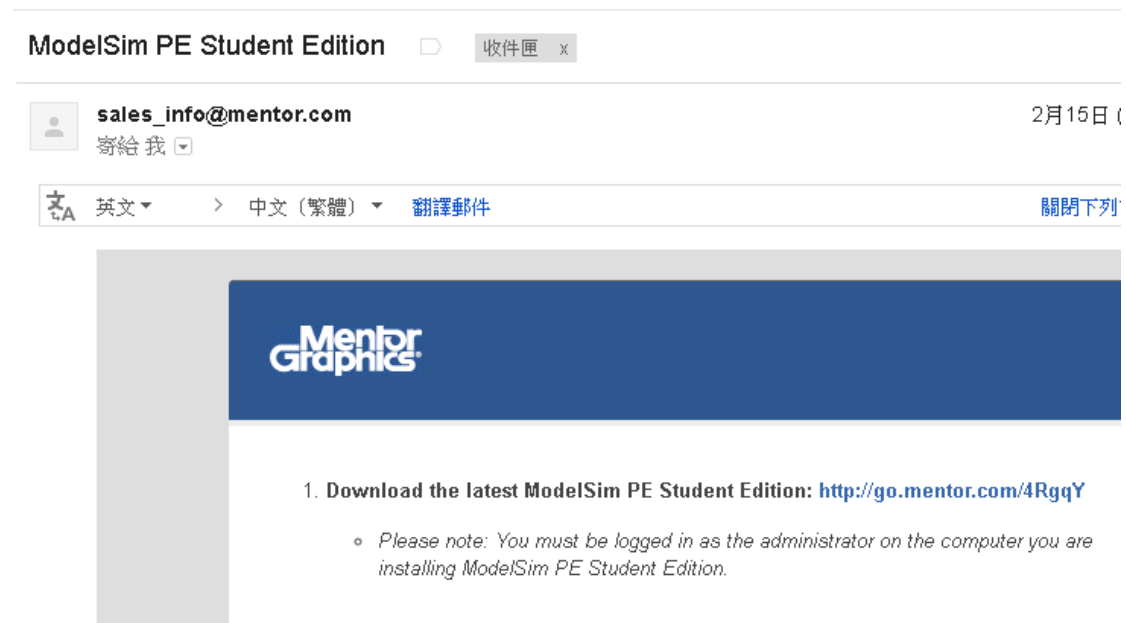 ModelSim PE Student Edition 收件匣 x
sales_info@mentor.com 2月15日 (
寄給 我
文A 英文 > 中文（繁體） 翻譯郵件 關閉下列
Mentor
Graphics®
1. Download the latest ModelSim PE Student Edition: http://go.mentor.com/4RgqY
Please note: You must be logged in as the administrator on the computer you are
installing ModelSim PE Student Edition.